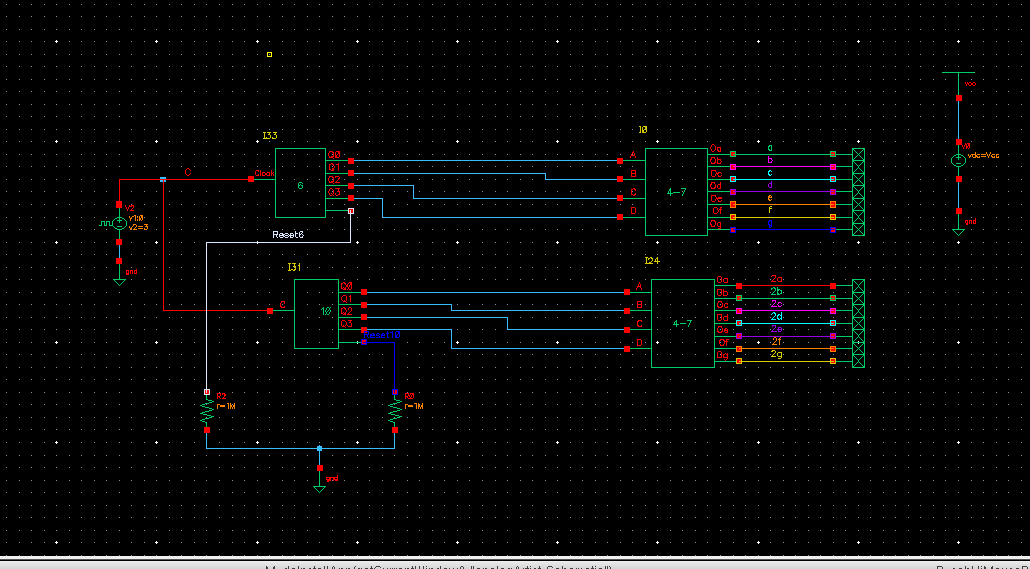 I33
I0
Q0
Q1
Q2
Q3
Clock
6
C
A
B
C
D
4-7
Oa
Ob
Oc
Od
Oe
Of
Og
a
b
c
d
e
f
g
vcc
V0
vdc=Vcc
gnd
V2
v1:0
v2=3
gnd
Reset6
I31
I24
Q0
Q1
Q2
Q3
C
10
Reset10
A
B
C
D
4-7
Oa
Ob
Oc
Od
Oe
Of
Og
2a
2b
2c
2d
2e
2f
2g
r=1M
R0
r=1M
gnd